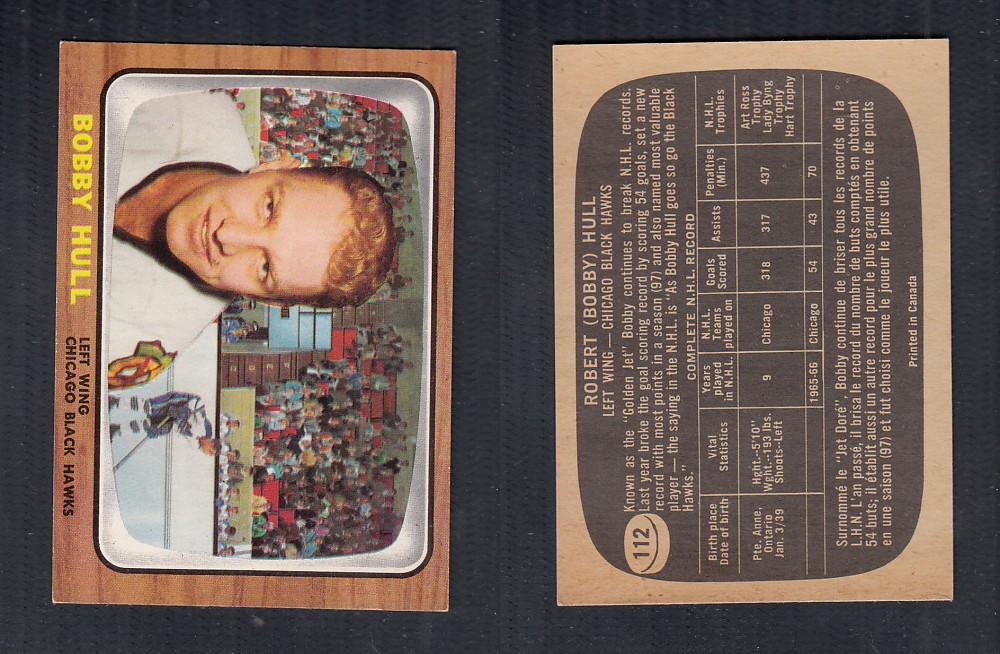 BOBBY HULL
LEFT WING
CHICAGO BLACK HAWKS
112
ROBERT (BOBBY) HULL
LEFT WING — CHICAGO BLACK HAWKS
Known as the "Golden Jet" Bobby continues to break N.H.L. records.
Last year broke the goal scoring record by scoring 54 goals, set a new
record with most points in a season (97) and also named most valuable
player — the saying in the N.H.L. is "As Bobby Hull goes so go the Black
Hawks."
COMPLETE N.H.L. RECORD
Birth place Date of birth | Vital Statistics | Years played in N.H.L. | N.H.L. Teams played on | Goals Scored | Assists | Penalties (Min.) | N.H.L. Trophies
Pte. Anne, Ontario Jan. 3/39 | Hght.-5'10" Wght.-193 lbs. Shoots-Left | 9 | Chicago | 318 | 317 | 437 | Art Ross Trophy Lady Byng Trophy Hart Trophy
1965-66 | Chicago | 54 | 43 | 70
Surnommé le "Jet Doré", Bobby continue de briser tous les records de la
L.H.N. L'an passé, il brisa le record du nombre de buts comptés en obtenant
54 buts; il établit aussi un autre record pour le plus grand nombre de points
en une saison (97) et fut choisi comme le joueur le plus utile.
Printed in Canada